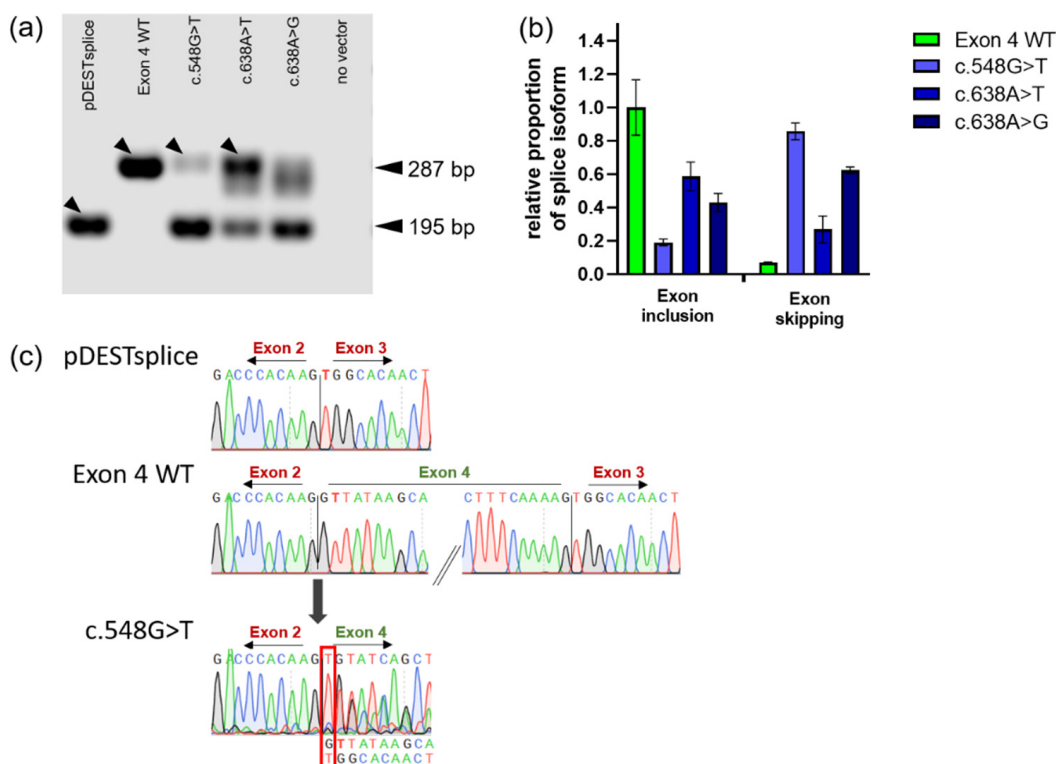 (a)
pDESTsplice
Exon 4 WT
c.548G>T
c.638A>T
c.638A>G
no vector
287 bp
195 bp
(b)
relative proportion
of splice isoform
1.4
1.2
1.0
0.8
0.6
0.4
0.2
0.0
Exon
inclusion
Exon
skipping
Exon 4 WT
c.548G>T
c.638A>T
c.638A>G
(c)
pDESTsplice
Exon 2 Exon 3
GACCCACAAGTGGCACAACT
Exon 4 WT
Exon 2 Exon 4 Exon 3
GACCCACAAGGTTATAAGCA CTTTCAAAAGTGGCACAACT
c.548G>T
Exon 2 Exon 4
GACCCACAAGTGTATCAGCT
GTTATAAGCA
TGGCACAACT